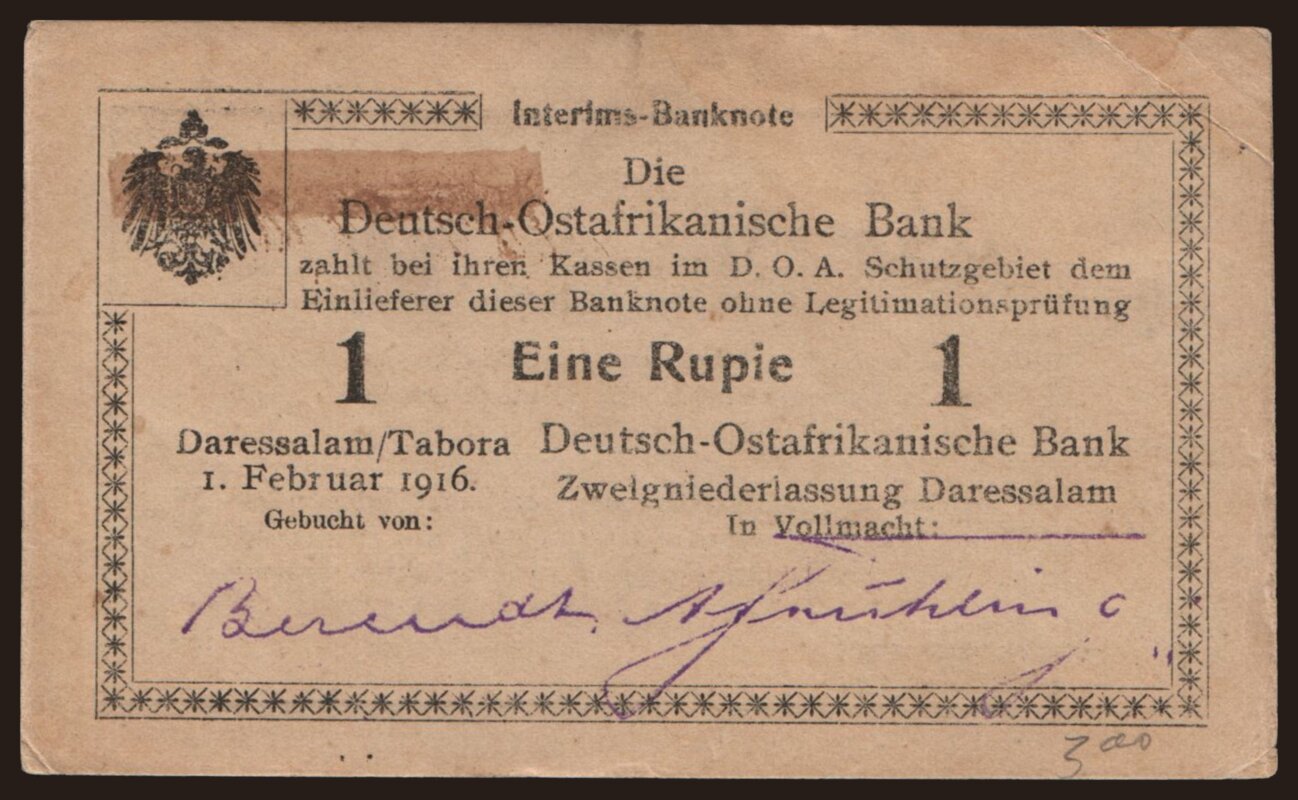 Interims-Banknote
Die
Deutsch-Ostafrikanische Bank
zahlt bei ihren Kassen im D. O. A. Schutzgebiet dem
Einlieferer dieser Banknote ohne Legitimationsprüfung
1 Eine Rupie 1
Daressalam/Tabora
1. Februar 1916.
Gebucht von:
Deutsch-Ostafrikanische Bank
Zweigniederlassung Daressalam
In Vollmacht:
Berendt